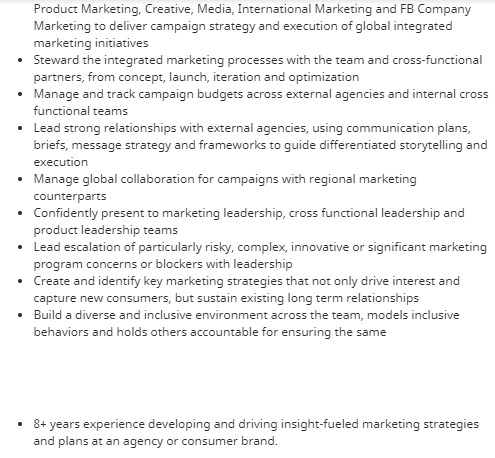 Product Marketing, Creative, Media, International Marketing and FB Company
Marketing to deliver campaign strategy and execution of global integrated
marketing initiatives
• Steward the integrated marketing processes with the team and cross-functional
partners, from concept, launch, iteration and optimization
• Manage and track campaign budgets across external agencies and internal cross
functional teams
• Lead strong relationships with external agencies, using communication plans,
briefs, message strategy and frameworks to guide differentiated storytelling and
execution
• Manage global collaboration for campaigns with regional marketing
counterparts
• Confidently present to marketing leadership, cross functional leadership and
product leadership teams
• Lead escalation of particularly risky, complex, innovative or significant marketing
program concerns or blockers with leadership
• Create and identify key marketing strategies that not only drive interest and
capture new consumers, but sustain existing long term relationships
• Build a diverse and inclusive environment across the team, models inclusive
behaviors and holds others accountable for ensuring the same
• 8+ years experience developing and driving insight-fueled marketing strategies
and plans at an agency or consumer brand.